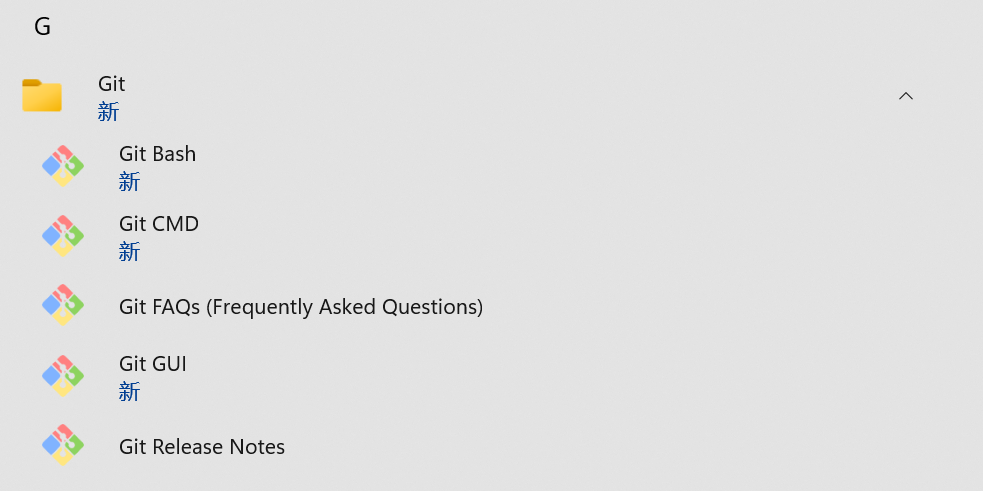 G
Git
新
Git Bash
新
Git CMD
新
Git FAQs (Frequently Asked Questions)
Git GUI
新
Git Release Notes